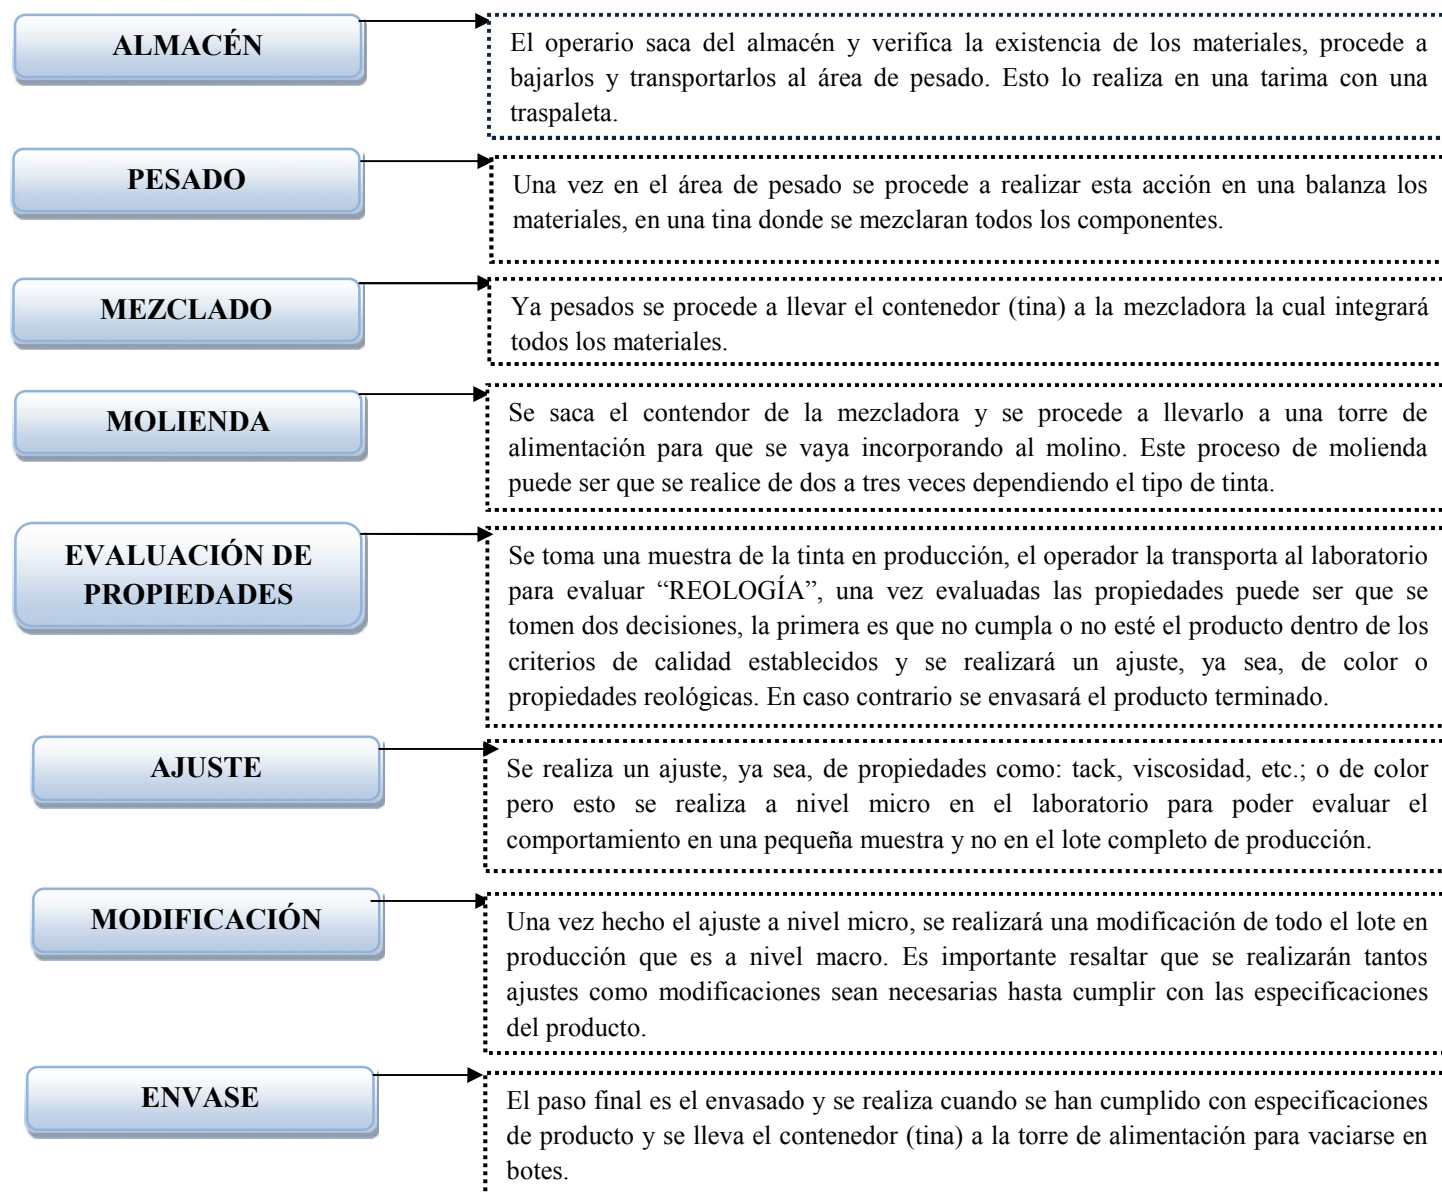 ALMACÉN
El operario saca del almacén y verifica la existencia de los materiales, procede a
bajarlos y transportarlos al área de pesado. Esto lo realiza en una tarima con una
traspaleta.
PESADO
Una vez en el área de pesado se procede a realizar esta acción en una balanza los
materiales, en una tina donde se mezclaran todos los componentes.
MEZCLADO
Ya pesados se procede a llevar el contenedor (tina) a la mezcladora la cual integrará
todos los materiales.
MOLIENDA
Se saca el contendor de la mezcladora y se procede a llevarlo a una torre de
alimentación para que se vaya incorporando al molino. Este proceso de molienda
puede ser que se realice de dos a tres veces dependiendo el tipo de tinta.
EVALUACIÓN DE
PROPIEDADES
Se toma una muestra de la tinta en producción, el operador la transporta al laboratorio
para evaluar “REOLOGÍA”, una vez evaluadas las propiedades puede ser que se
tomen dos decisiones, la primera es que no cumpla o no esté el producto dentro de los
criterios de calidad establecidos y se realizará un ajuste, ya sea, de color o
propiedades reológicas. En caso contrario se envasará el producto terminado.
AJUSTE
Se realiza un ajuste, ya sea, de propiedades como: tack, viscosidad, etc.; o de color
pero esto se realiza a nivel micro en el laboratorio para poder evaluar el
comportamiento en una pequeña muestra y no en el lote completo de producción.
MODIFICACIÓN
Una vez hecho el ajuste a nivel micro, se realizará una modificación de todo el lote en
producción que es a nivel macro. Es importante resaltar que se realizarán tantos
ajustes como modificaciones sean necesarias hasta cumplir con las especificaciones
del producto.
ENVASE
El paso final es el envasado y se realiza cuando se han cumplido con especificaciones
de producto y se lleva el contenedor (tina) a la torre de alimentación para vaciarse en
botes.